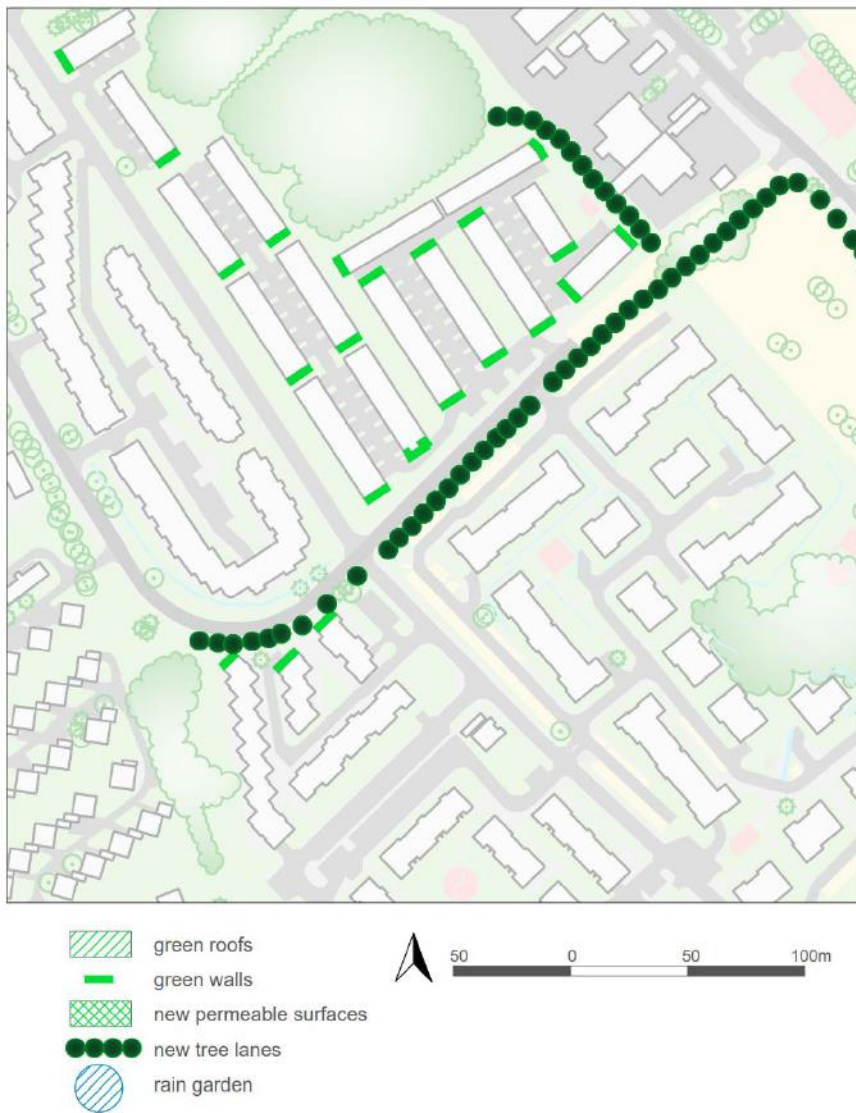 green roofs
green walls
new permeable surfaces
new tree lanes
rain garden
50 0 50 100m